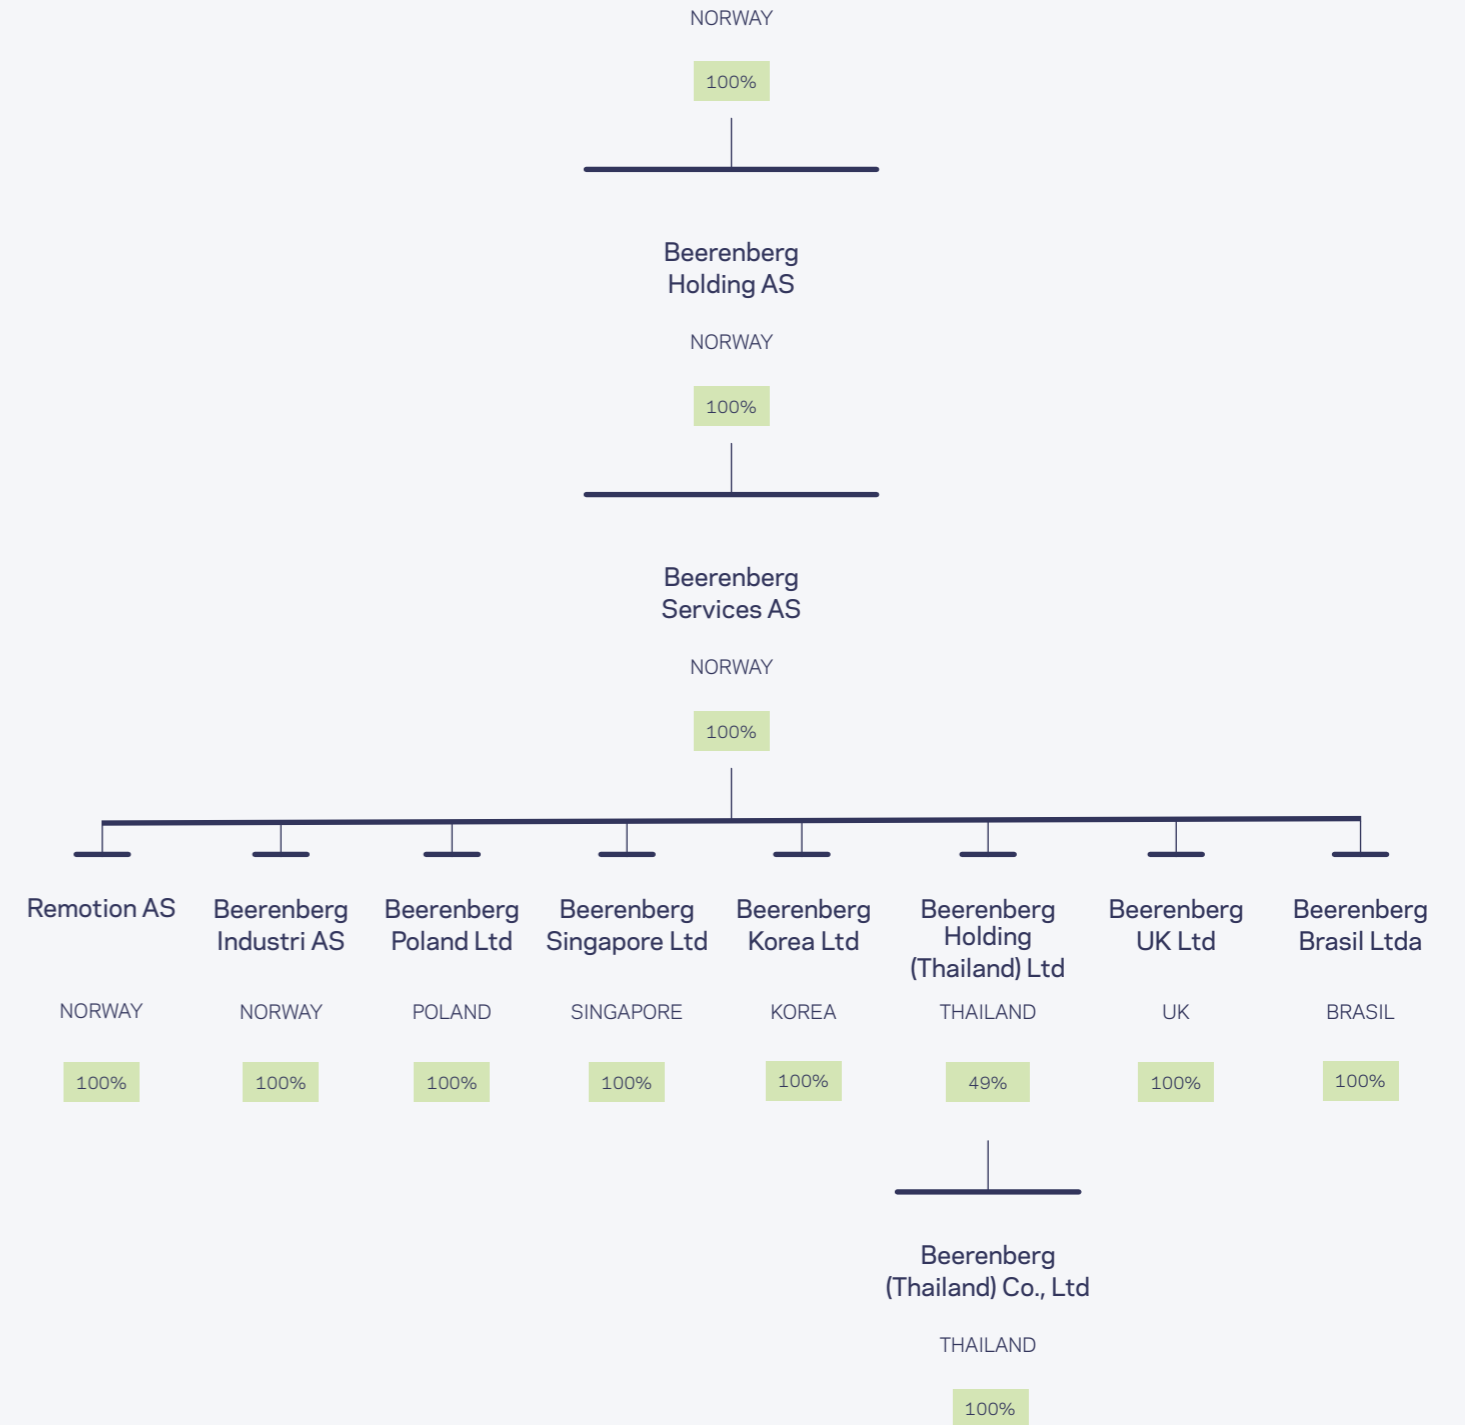 NORWAY
100%
Beerenberg
Holding AS
NORWAY
100%
Beerenberg
Services AS
NORWAY
100%
Remotion AS
NORWAY
100%
Beerenberg
Industri AS
NORWAY
100%
Beerenberg
Poland Ltd
POLAND
100%
Beerenberg
Singapore Ltd
SINGAPORE
100%
Beerenberg
Korea Ltd
KOREA
100%
Beerenberg
Holding
(Thailand) Ltd
THAILAND
49%
Beerenberg
UK Ltd
UK
100%
Beerenberg
Brasil Ltda
BRASIL
100%
Beerenberg
(Thailand) Co., Ltd
THAILAND
100%